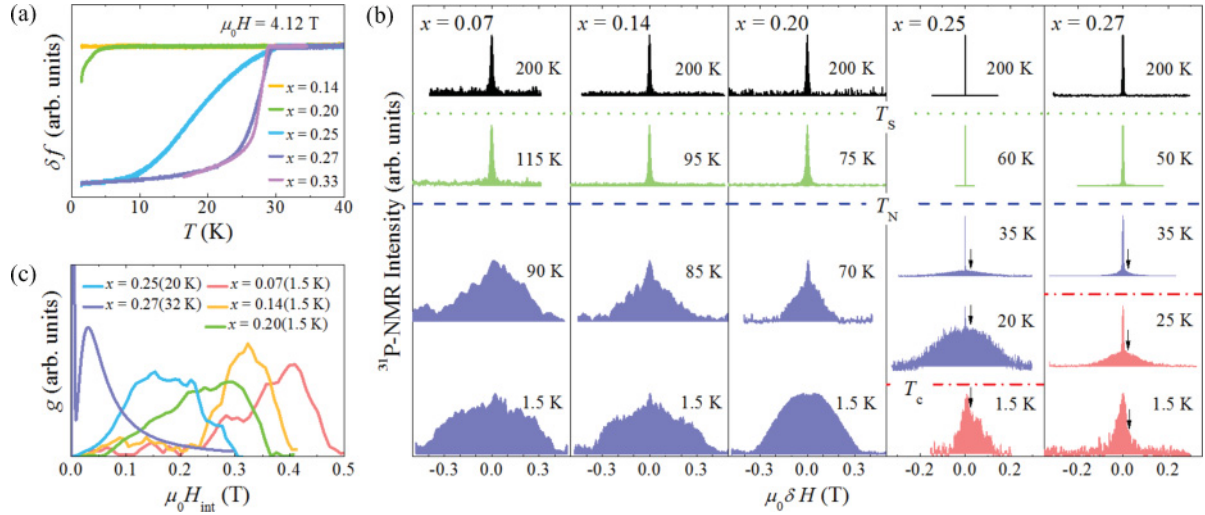 (a)
μ₀H = 4.12 T
δf (arb. units)
x = 0.14
x = 0.20
x = 0.25
x = 0.27
x = 0.33
0 10 20 30 40
T (K)
(c)
g (arb. units)
x = 0.25(20 K)
x = 0.27(32 K)
x = 0.07(1.5 K)
x = 0.14(1.5 K)
x = 0.20(1.5 K)
0.0 0.1 0.2 0.3 0.4 0.5
μ₀H_int (T)
(b)
³¹P-NMR Intensity (arb. units)
x = 0.07 x = 0.14 x = 0.20 x = 0.25 x = 0.27
200 K 200 K 200 K 200 K 200 K
T_S
115 K 95 K 75 K 60 K 50 K
T_N
90 K 85 K 70 K 35 K 35 K
20 K 25 K
T_c
1.5 K 1.5 K 1.5 K 1.5 K 1.5 K
-0.3 0.0 0.3 -0.3 0.0 0.3 -0.3 0.0 0.3 -0.2 0.0 0.2 -0.2 0.0 0.2
μ₀δH (T)